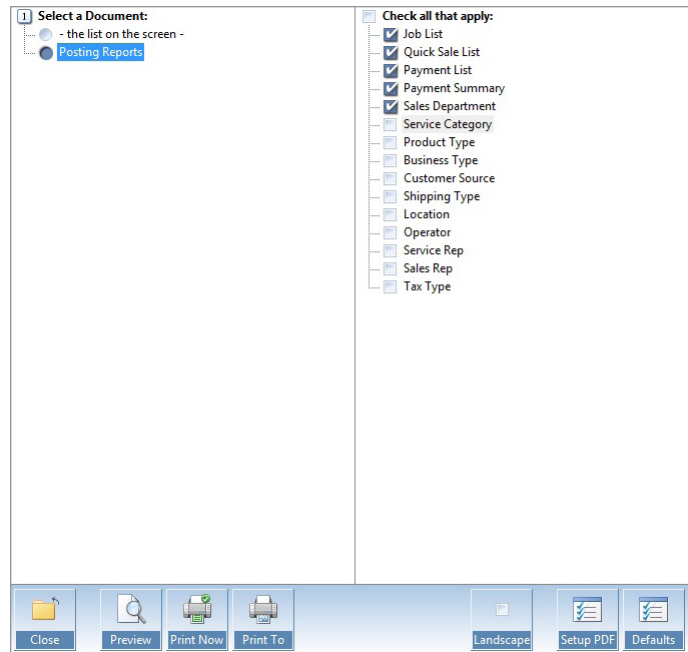 1 Select a Document:
- the list on the screen -
Posting Reports
Check all that apply:
Job List
Quick Sale List
Payment List
Payment Summary
Sales Department
Service Category
Product Type
Business Type
Customer Source
Shipping Type
Location
Operator
Service Rep
Sales Rep
Tax Type
Close Preview Print Now Print To Landscape Setup PDF Defaults